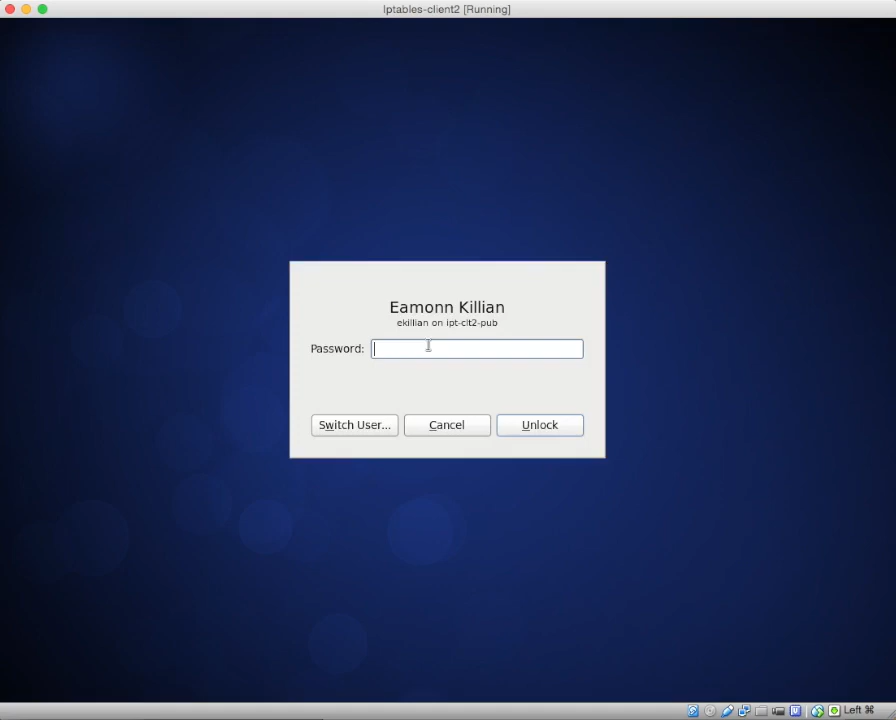 Iptables-client2 [Running]
Eamonn Killian
ekillian on ipt-clt2-pub
Password:
Switch User... Cancel Unlock
Left ⌘